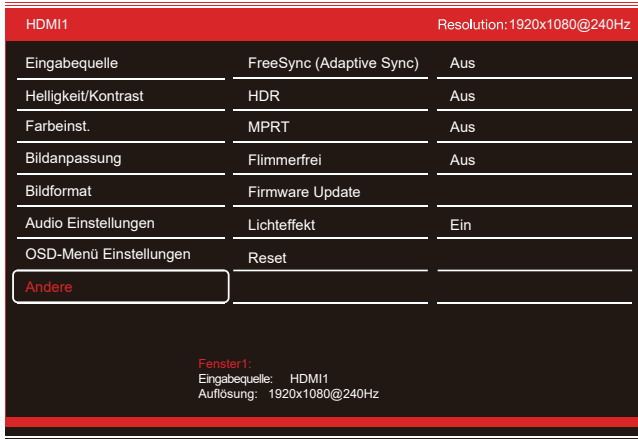 HDMI1 Resolution:1920x1080@240Hz
Eingabequelle FreeSync (Adaptive Sync) Aus
Helligkeit/Kontrast HDR Aus
Farbeinst. MPRT Aus
Bildanpassung Flimmerfrei Aus
Bildformat Firmware Update
Audio Einstellungen Lichteffekt Ein
OSD-Menü Einstellungen Reset
Andere
Fenster1:
Eingabequelle: HDMI1
Auflösung: 1920x1080@240Hz